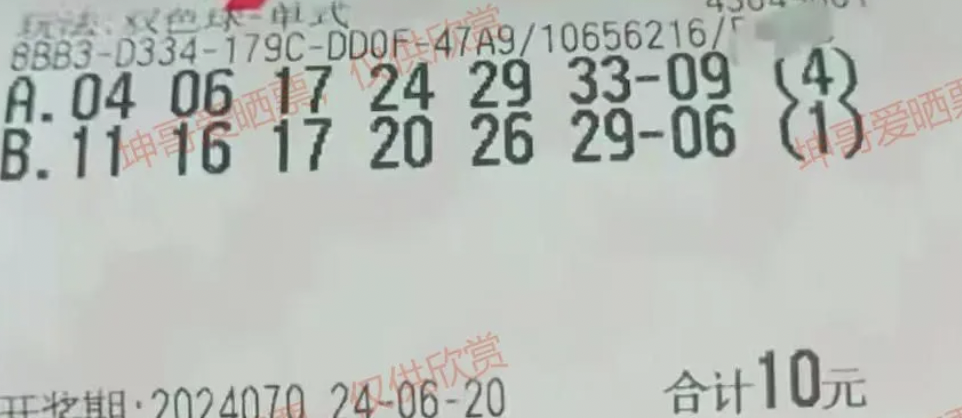 玩法:双色球-单式
8BB3-D334-179C-DD0F-47A9/10656216/
A.04 06 17 24 29 33-09 (4)
B.11 16 17 20 26 29-06 (1)
坤哥爱晒票,仅供欣赏
坤哥爱晒票
仅供欣赏
开奖期:2024070 24-06-20
合计10元